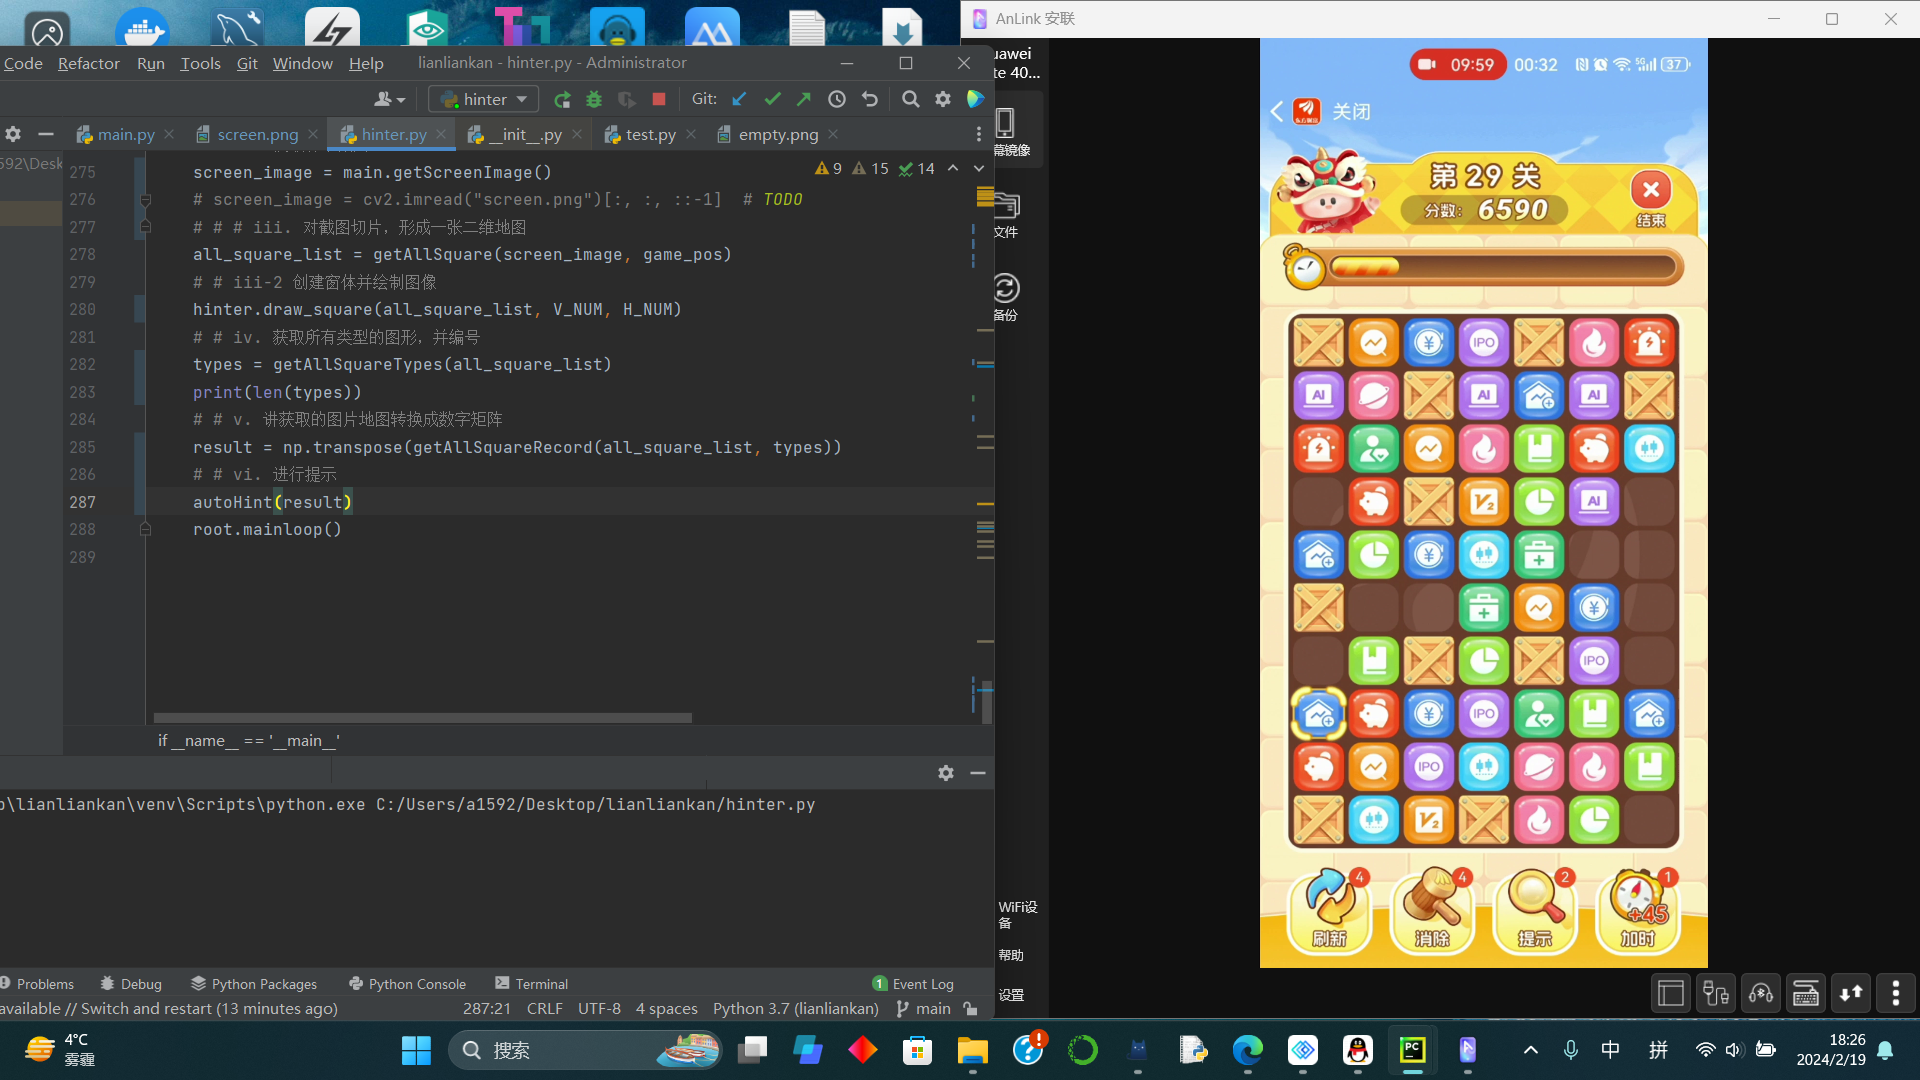 AnLink 安联
Code Refactor Run Tools Git Window Help lianliankan - hinter.py - Administrator
hinter Git:
main.py screen.png hinter.py __init__.py test.py empty.png
592\Desk
9 15 14
275 screen_image = main.getScreenImage()
276 # screen_image = cv2.imread("screen.png")[:, :, ::-1]  # TODO
277 # # # iii. 对截图切片，形成一张二维地图
278 all_square_list = getAllSquare(screen_image, game_pos)
279 # # iii-2 创建窗体并绘制图像
280 hinter.draw_square(all_square_list, V_NUM, H_NUM)
281 # # iv. 获取所有类型的图形，并编号
282 types = getAllSquareTypes(all_square_list)
283 print(len(types))
284 # # v. 讲获取的图片地图转换成数字矩阵
285 result = np.transpose(getAllSquareRecord(all_square_list, types))
286 # # vi. 进行提示
287 autoHint(result)
288 root.mainloop()
289
if __name__ == '__main__'
\lianliankan\venv\Scripts\python.exe C:/Users/a1592/Desktop/lianliankan/hinter.py
Problems Debug Python Packages Python Console Terminal 1 Event Log
available // Switch and restart (13 minutes ago) 287:21 CRLF UTF-8 4 spaces Python 3.7 (lianliankan) main
uawei
te 40...
幕镜像
文件
备份
WiFi设
备
帮助
设置
09:59 00:32 5G 37
关闭
第 29 关
分数: 6590
结束
IPO
AI AI AI
V2 AI
IPO
IPO
IPO
V2
4 4 2 1
+45
刷新 消除 提示 加时
4°C
雾霾
搜索
PC
中 拼
18:26
2024/2/19